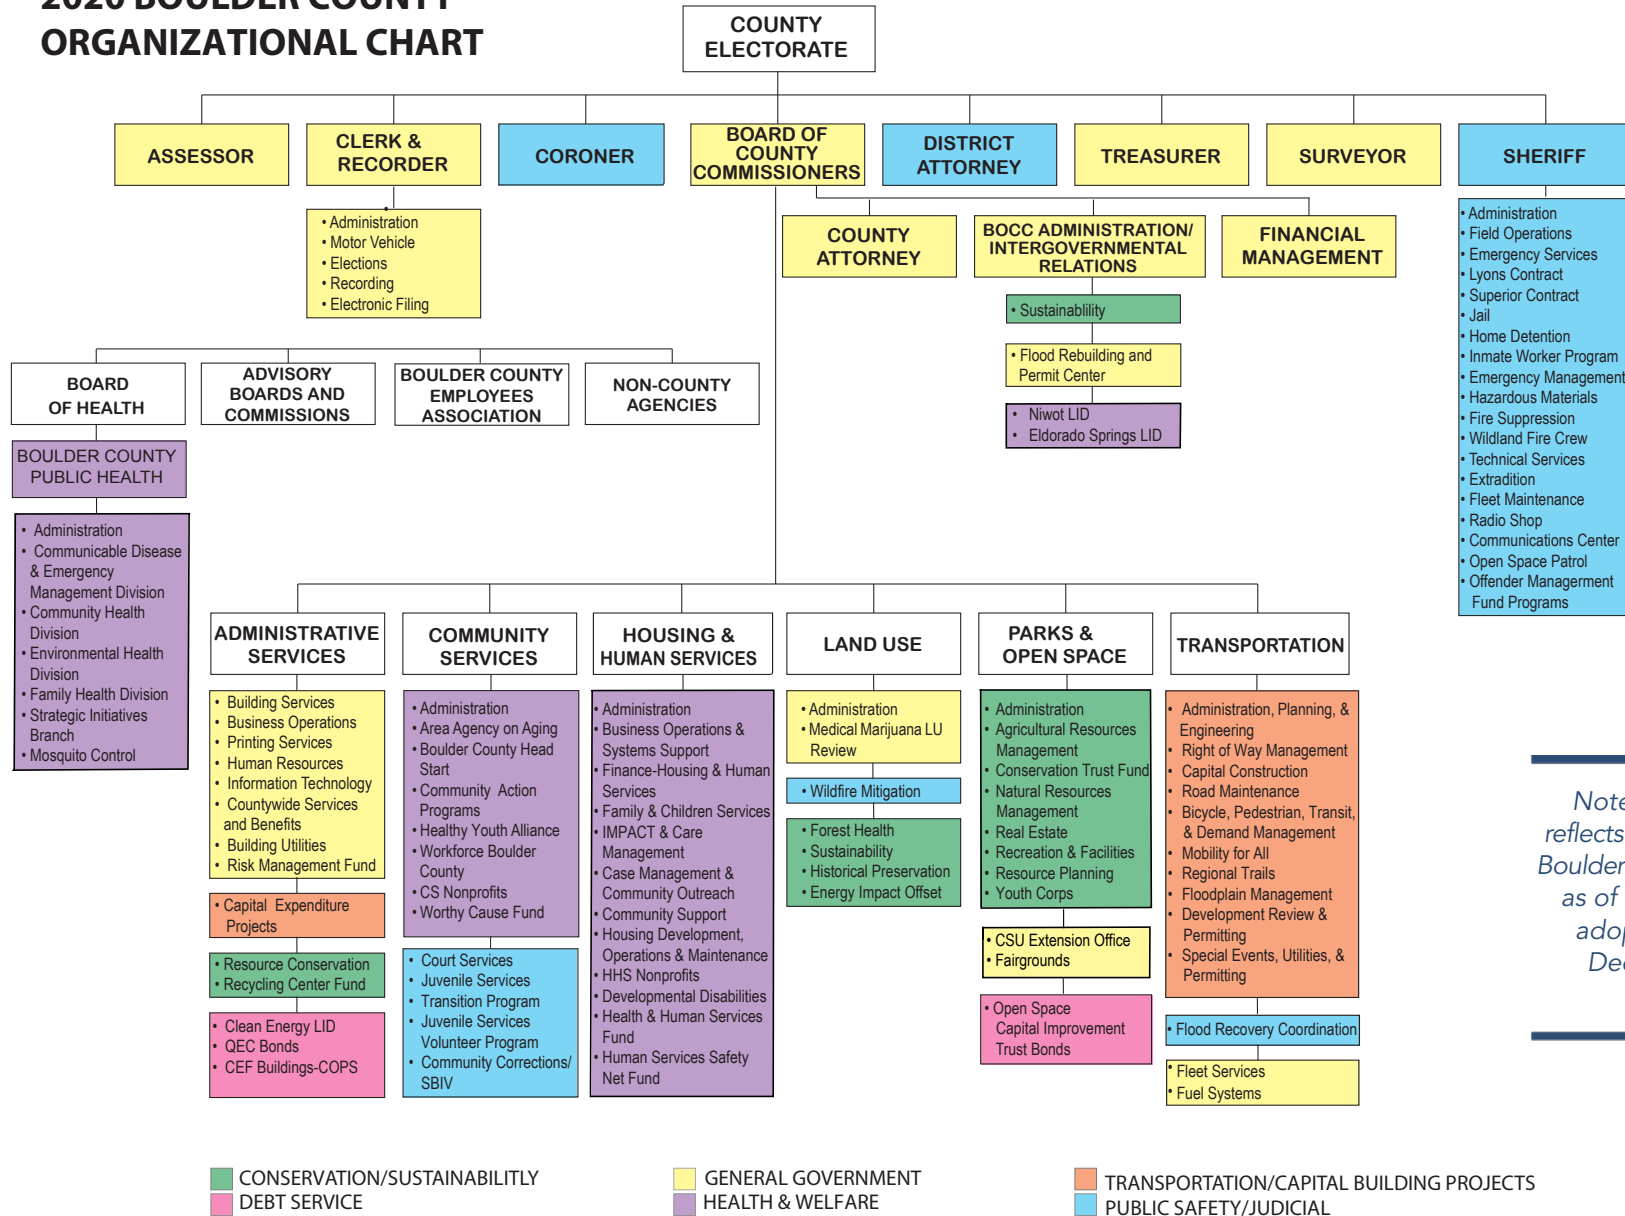 2020 BOULDER COUNTY
ORGANIZATIONAL CHART
COUNTY
ELECTORATE
ASSESSOR
CLERK &
RECORDER
CORONER
BOARD OF
COUNTY
COMMISSIONERS
DISTRICT
ATTORNEY
TREASURER
SURVEYOR
SHERIFF
• Administration
• Motor Vehicle
• Elections
• Recording
• Electronic Filing
COUNTY
ATTORNEY
BOCC ADMINISTRATION/
INTERGOVERNMENTAL
RELATIONS
FINANCIAL
MANAGEMENT
• Sustainablility
• Flood Rebuilding and
Permit Center
• Niwot LID
• Eldorado Springs LID
• Administration
• Field Operations
• Emergency Services
• Lyons Contract
• Superior Contract
• Jail
• Home Detention
• Inmate Worker Program
• Emergency Management
• Hazardous Materials
• Fire Suppression
• Wildland Fire Crew
• Technical Services
• Extradition
• Fleet Maintenance
• Radio Shop
• Communications Center
• Open Space Patrol
• Offender Managerment
Fund Programs
BOARD
OF HEALTH
ADVISORY
BOARDS AND
COMMISSIONS
BOULDER COUNTY
EMPLOYEES
ASSOCIATION
NON-COUNTY
AGENCIES
BOULDER COUNTY
PUBLIC HEALTH
• Administration
• Communicable Disease
& Emergency
Management Division
• Community Health
Division
• Environmental Health
Division
• Family Health Division
• Strategic Initiatives
Branch
• Mosquito Control
ADMINISTRATIVE
SERVICES
• Building Services
• Business Operations
• Printing Services
• Human Resources
• Information Technology
• Countywide Services
and Benefits
• Building Utilities
• Risk Management Fund
• Capital Expenditure
Projects
• Resource Conservation
• Recycling Center Fund
• Clean Energy LID
• QEC Bonds
• CEF Buildings-COPS
COMMUNITY
SERVICES
• Administration
• Area Agency on Aging
• Boulder County Head
Start
• Community Action
Programs
• Healthy Youth Alliance
• Workforce Boulder
County
• CS Nonprofits
• Worthy Cause Fund
• Court Services
• Juvenile Services
• Transition Program
• Juvenile Services
Volunteer Program
• Community Corrections/
SBIV
HOUSING &
HUMAN SERVICES
• Administration
• Business Operations &
Systems Support
• Finance-Housing & Human
Services
• Family & Children Services
• IMPACT & Care
Management
• Case Management &
Community Outreach
• Community Support
• Housing Development,
Operations & Maintenance
• HHS Nonprofits
• Developmental Disabilities
• Health & Human Services
Fund
• Human Services Safety
Net Fund
LAND USE
• Administration
• Medical Marijuana LU
Review
• Wildfire Mitigation
• Forest Health
• Sustainability
• Historical Preservation
• Energy Impact Offset
PARKS &
OPEN SPACE
• Administration
• Agricultural Resources
Management
• Conservation Trust Fund
• Natural Resources
Management
• Real Estate
• Recreation & Facilities
• Resource Planning
• Youth Corps
• CSU Extension Office
• Fairgrounds
• Open Space
Capital Improvement
Trust Bonds
TRANSPORTATION
• Administration, Planning, &
Engineering
• Right of Way Management
• Capital Construction
• Road Maintenance
• Bicycle, Pedestrian, Transit,
& Demand Management
• Mobility for All
• Regional Trails
• Floodplain Management
• Development Review &
Permitting
• Special Events, Utilities, &
Permitting
• Flood Recovery Coordination
• Fleet Services
• Fuel Systems
Note
reflects
Boulder
as of
adop
Dec
CONSERVATION/SUSTAINABILITLY
DEBT SERVICE
GENERAL GOVERNMENT
HEALTH & WELFARE
TRANSPORTATION/CAPITAL BUILDING PROJECTS
PUBLIC SAFETY/JUDICIAL